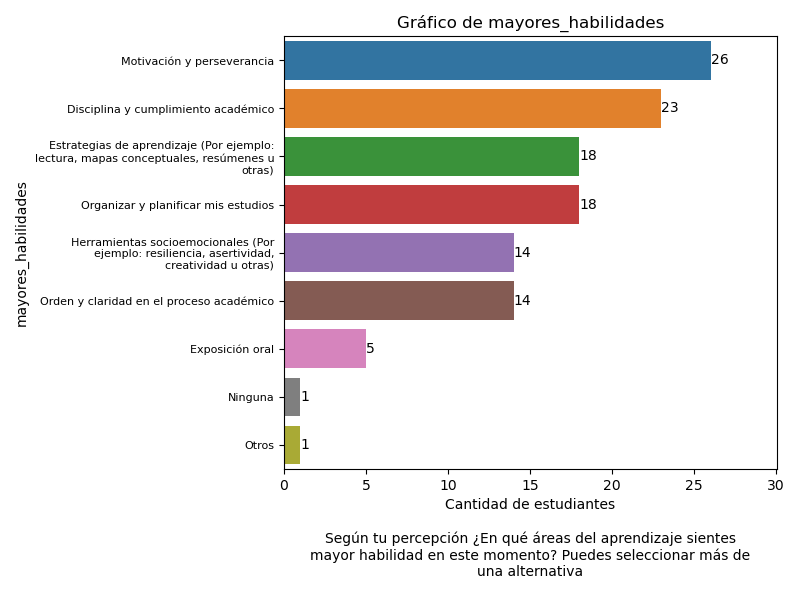 Gráfico de mayores_habilidades
mayores_habilidades
Motivación y perseverancia
26
Disciplina y cumplimiento académico
23
Estrategias de aprendizaje (Por ejemplo:
lectura, mapas conceptuales, resúmenes u
otras)
18
Organizar y planificar mis estudios
18
Herramientas socioemocionales (Por
ejemplo: resiliencia, asertividad,
creatividad u otras)
14
Orden y claridad en el proceso académico
14
Exposición oral
5
Ninguna
1
Otros
1
0 5 10 15 20 25 30
Cantidad de estudiantes
Según tu percepción ¿En qué áreas del aprendizaje sientes
mayor habilidad en este momento? Puedes seleccionar más de
una alternativa